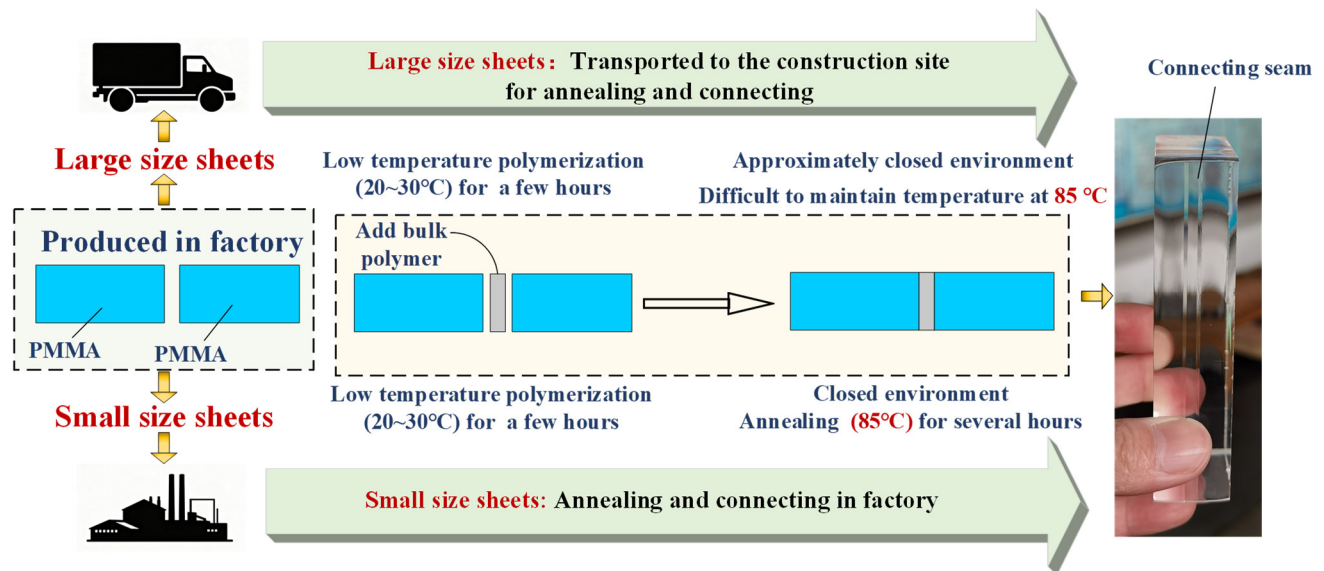 Large size sheets： Transported to the construction site
for annealing and connecting
Connecting seam
Large size sheets
Low temperature polymerization
(20~30℃) for a few hours
Approximately closed environment
Difficult to maintain temperature at 85 ℃
Produced in factory
PMMA
PMMA
Add bulk
polymer
Small size sheets
Low temperature polymerization
(20~30℃) for a few hours
Closed environment
Annealing (85℃) for several hours
Small size sheets: Annealing and connecting in factory